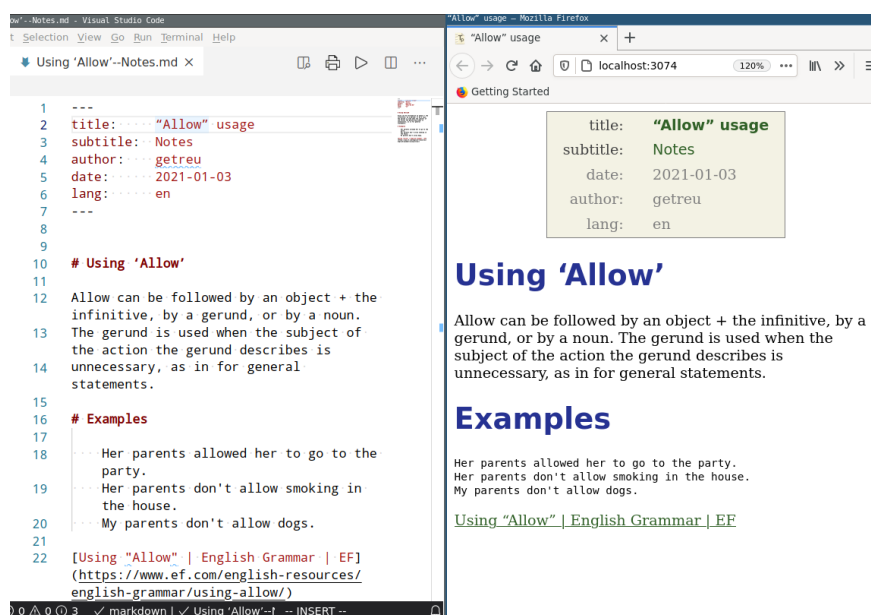 ow’--Notes.md - Visual Studio Code
t Selection View Go Run Terminal Help
Using ‘Allow’--Notes.md ×
1 ---
2 title: “Allow” usage
3 subtitle: Notes
4 author: getreu
5 date: 2021-01-03
6 lang: en
7 ---
8
9
10 # Using ‘Allow’
11
12 Allow can be followed by an object + the
infinitive, by a gerund, or by a noun.
13 The gerund is used when the subject of
the action the gerund describes is
14 unnecessary, as in for general
statements.
15
16 # Examples
17
18 Her parents allowed her to go to the
party.
19 Her parents don't allow smoking in
the house.
20 My parents don't allow dogs.
21
22 [Using "Allow" | English Grammar | EF]
(https://www.ef.com/english-resources/
english-grammar/using-allow/)
0 0 3 ✓ markdown | ✓ Using ‘Allow’--N -- INSERT --
“Allow” usage — Mozilla Firefox
“Allow” usage × +
localhost:3074 120% ···
Getting Started
title: “Allow” usage
subtitle: Notes
date: 2021-01-03
author: getreu
lang: en
Using ‘Allow’
Allow can be followed by an object + the infinitive, by a
gerund, or by a noun. The gerund is used when the
subject of the action the gerund describes is
unnecessary, as in for general statements.
Examples
Her parents allowed her to go to the party.
Her parents don't allow smoking in the house.
My parents don't allow dogs.
Using “Allow” | English Grammar | EF